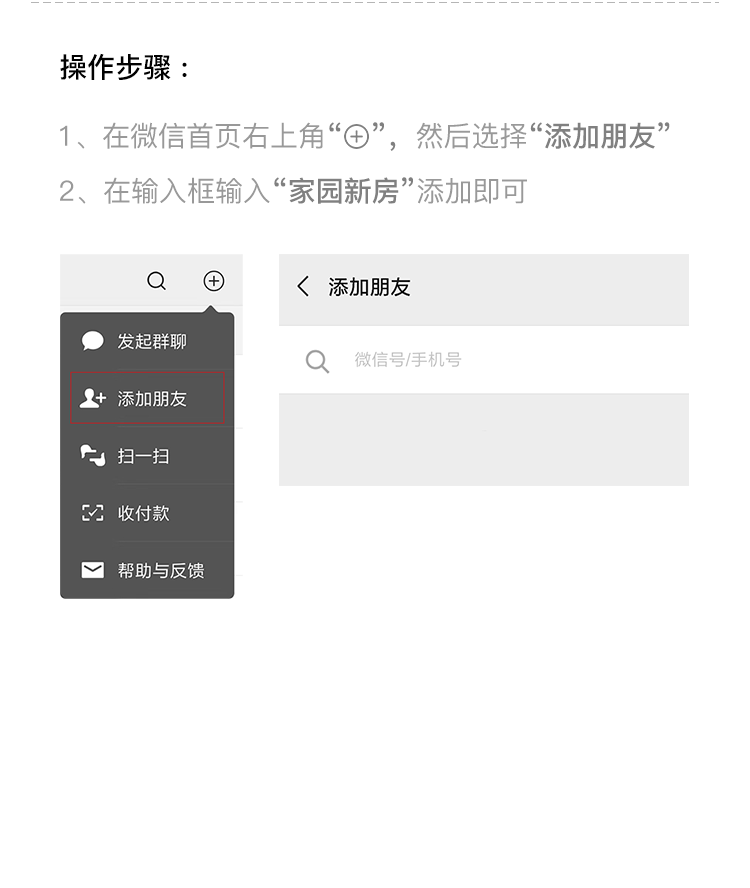 操作步骤：
1、在微信首页右上角“⊕”，然后选择“添加朋友”
2、在输入框输入“家园新房”添加即可
发起群聊
添加朋友
扫一扫
收付款
帮助与反馈
添加朋友
微信号/手机号